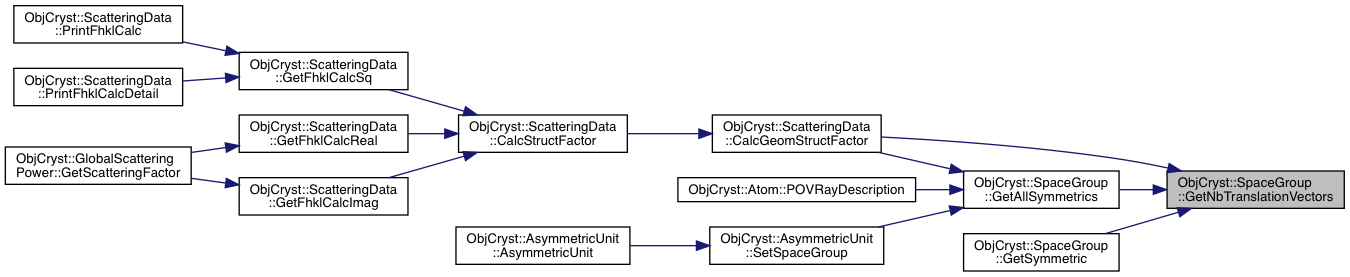 ObjCryst::ScatteringData
::PrintFhklCalc
ObjCryst::ScatteringData
::PrintFhklCalcDetail
ObjCryst::GlobalScattering
Power::GetScatteringFactor
ObjCryst::ScatteringData
::GetFhklCalcSq
ObjCryst::ScatteringData
::GetFhklCalcReal
ObjCryst::ScatteringData
::GetFhklCalcImag
ObjCryst::ScatteringData
::CalcStructFactor
ObjCryst::AsymmetricUnit
::AsymmetricUnit
ObjCryst::ScatteringData
::CalcGeomStructFactor
ObjCryst::Atom::POVRayDescription
ObjCryst::AsymmetricUnit
::SetSpaceGroup
ObjCryst::SpaceGroup
::GetAllSymmetrics
ObjCryst::SpaceGroup
::GetSymmetric
ObjCryst::SpaceGroup
::GetNbTranslationVectors